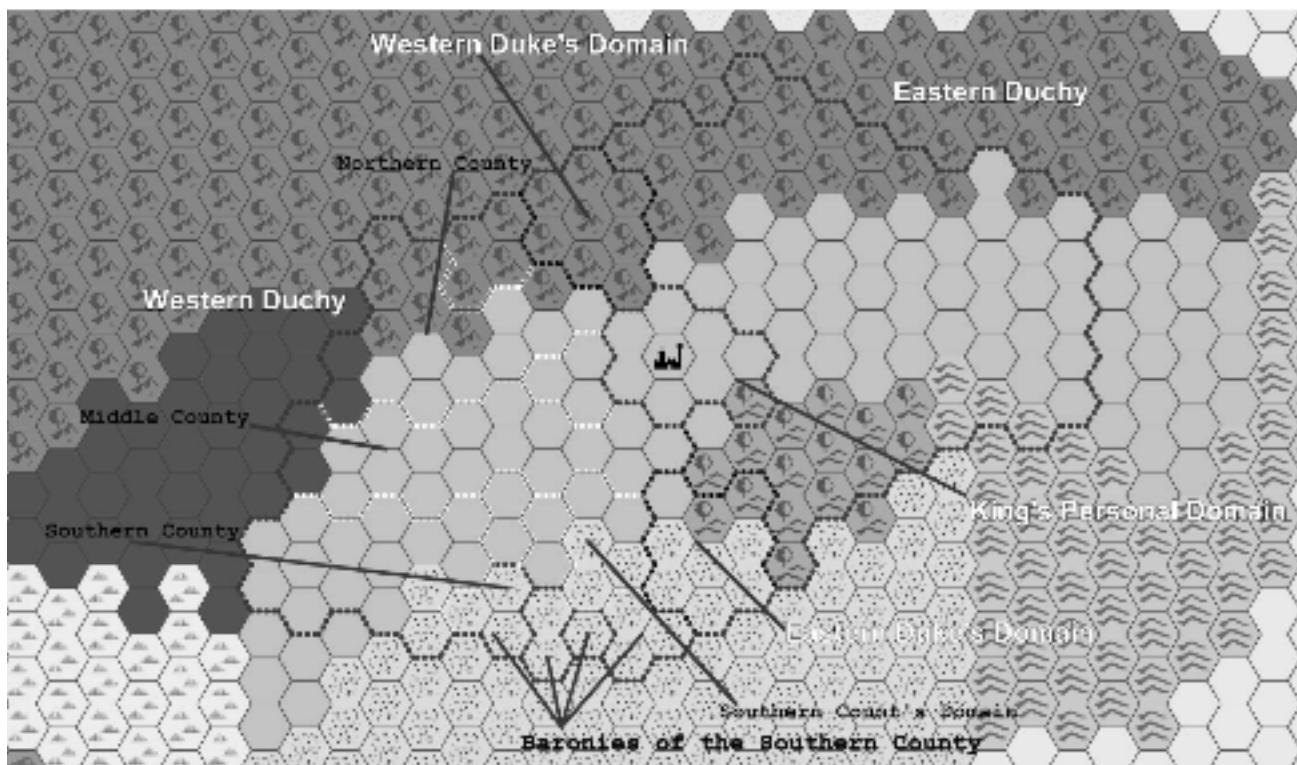 Western Duke's Domain
Eastern Duchy
Northern County
Western Duchy
Middle County
Southern County
King's Personal Domain
Eastern Duke's Domain
Southern Count's Domain
Baronies of the Southern County